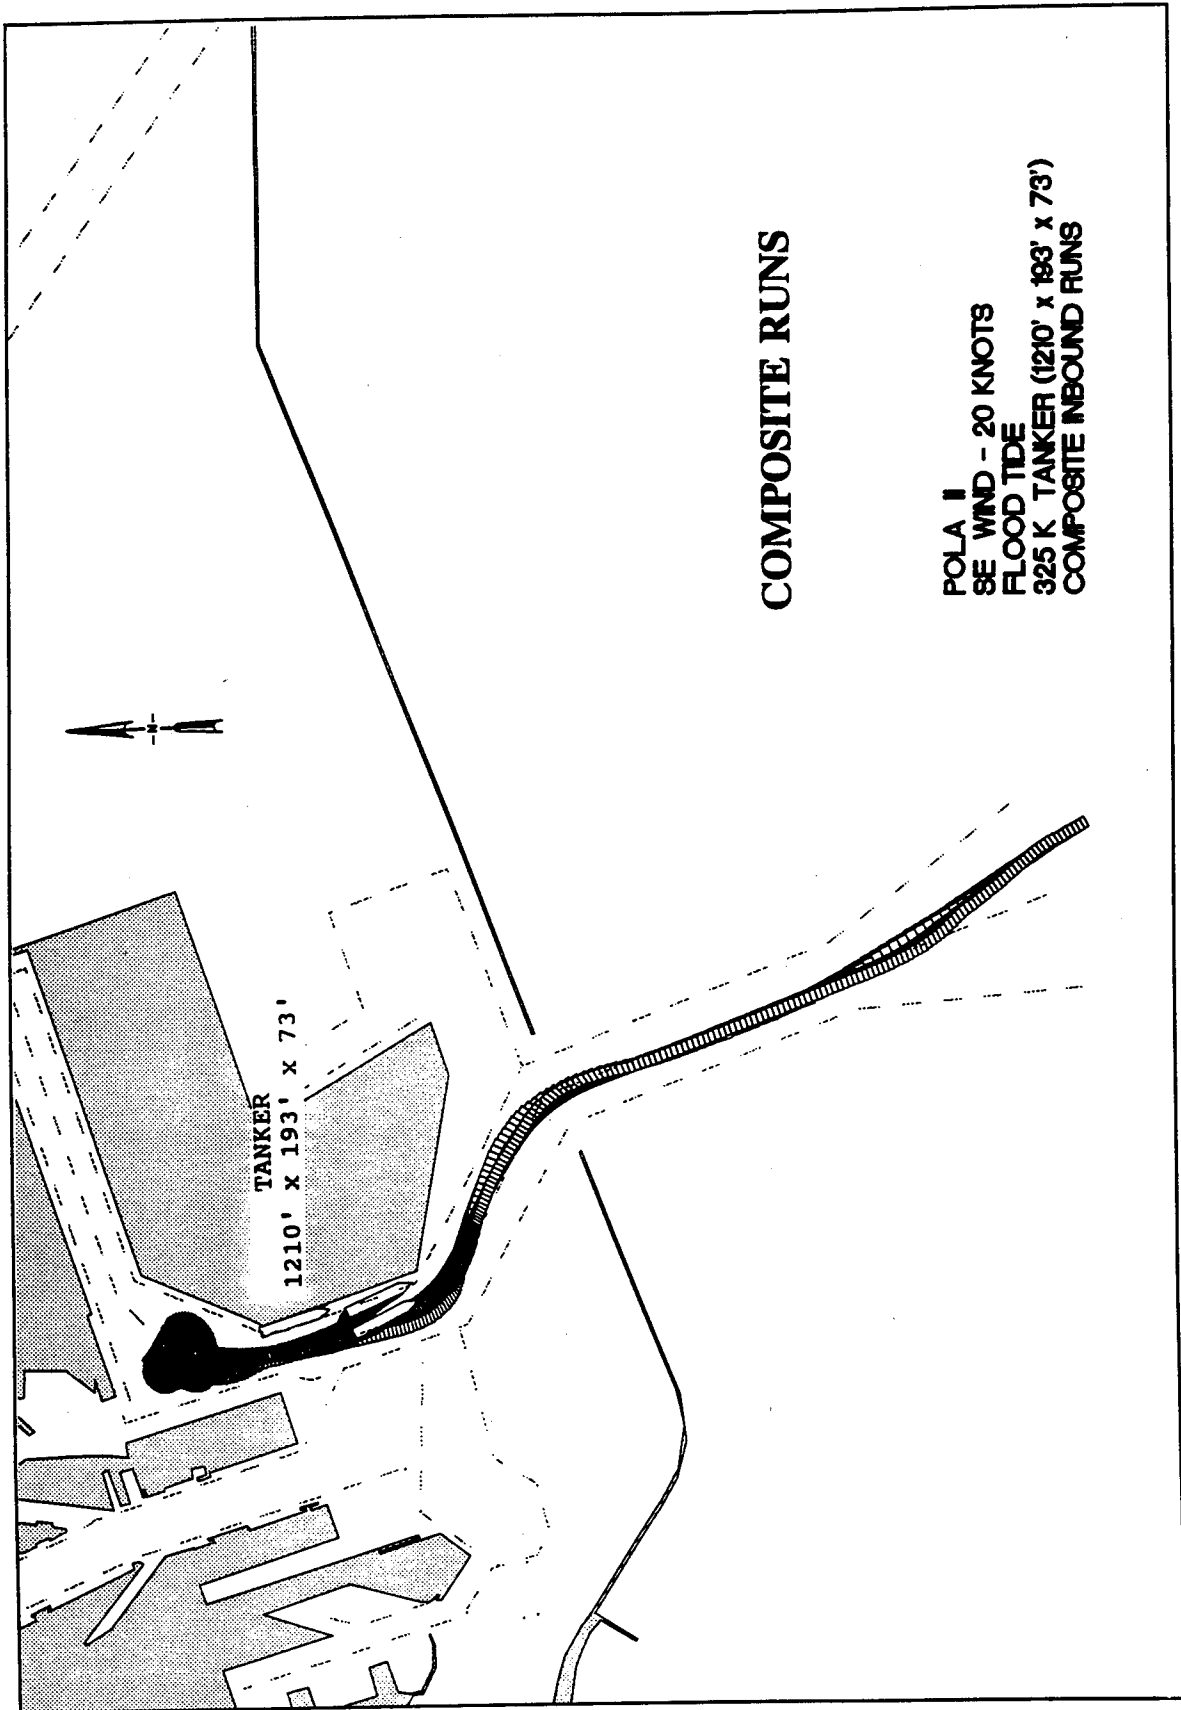 -N-
TANKER
1210' X 193' X 73'
COMPOSITE RUNS
POLA II
SE WIND - 20 KNOTS
FLOOD TIDE
325 K TANKER (1210' x 193' x 73')
COMPOSITE INBOUND RUNS